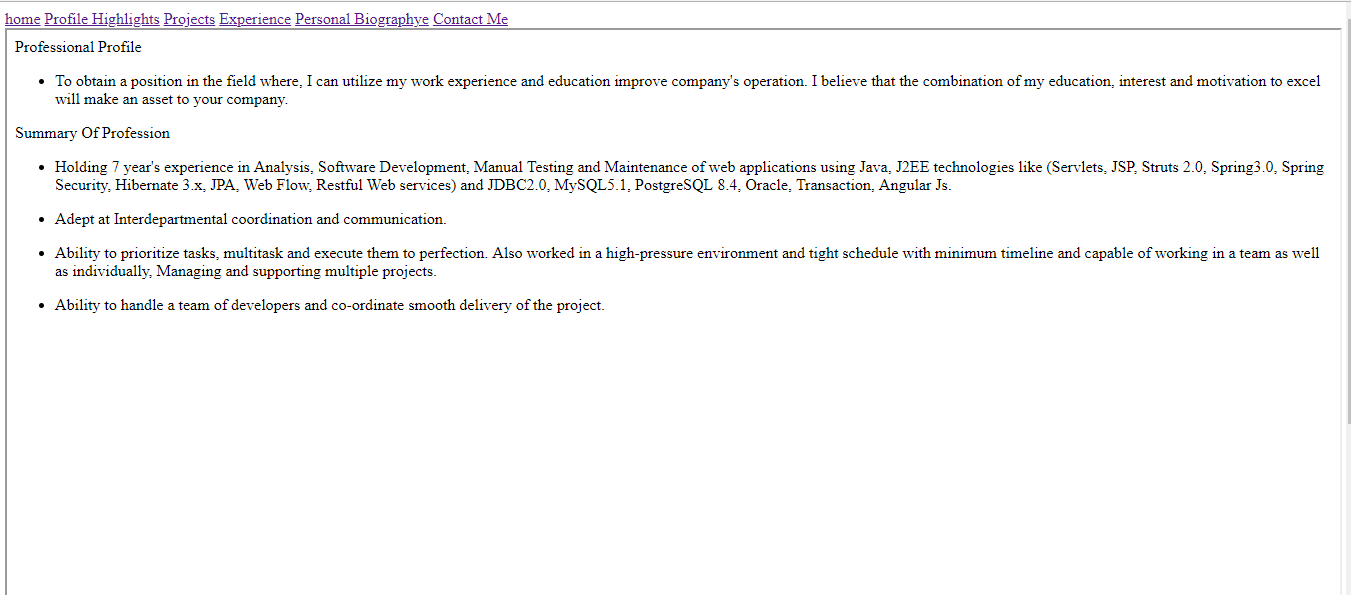 home Profile Highlights Projects Experience Personal Biographye Contact Me
Professional Profile
To obtain a position in the field where, I can utilize my work experience and education improve company's operation. I believe that the combination of my education, interest and motivation to excel
will make an asset to your company.
Summary Of Profession
Holding 7 year's experience in Analysis, Software Development, Manual Testing and Maintenance of web applications using Java, J2EE technologies like (Servlets, JSP, Struts 2.0, Spring3.0, Spring
Security, Hibernate 3.x, JPA, Web Flow, Restful Web services) and JDBC2.0, MySQL5.1, PostgreSQL 8.4, Oracle, Transaction, Angular Js.
Adept at Interdepartmental coordination and communication.
Ability to prioritize tasks, multitask and execute them to perfection. Also worked in a high-pressure environment and tight schedule with minimum timeline and capable of working in a team as well
as individually, Managing and supporting multiple projects.
Ability to handle a team of developers and co-ordinate smooth delivery of the project.